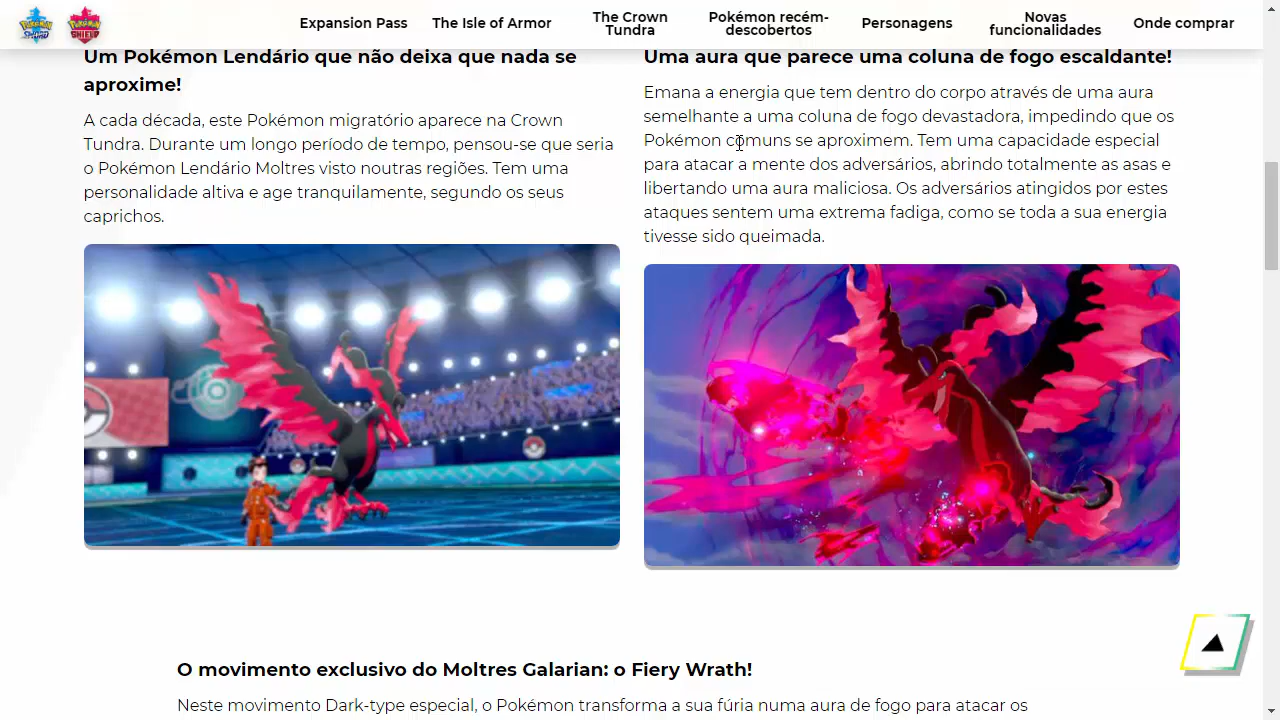 POKÉMON SWORD
POKÉMON SHIELD
Expansion Pass
The Isle of Armor
The Crown
Tundra
Pokémon recém-
descobertos
Personagens
Novas
funcionalidades
Onde comprar
Um Pokémon Lendário que não deixa que nada se
aproxime!
A cada década, este Pokémon migratório aparece na Crown
Tundra. Durante um longo período de tempo, pensou-se que seria
o Pokémon Lendário Moltres visto noutras regiões. Tem uma
personalidade altiva e age tranquilamente, segundo os seus
caprichos.
Uma aura que parece uma coluna de fogo escaldante!
Emana a energia que tem dentro do corpo através de uma aura
semelhante a uma coluna de fogo devastadora, impedindo que os
Pokémon comuns se aproximem. Tem uma capacidade especial
para atacar a mente dos adversários, abrindo totalmente as asas e
libertando uma aura maliciosa. Os adversários atingidos por estes
ataques sentem uma extrema fadiga, como se toda a sua energia
tivesse sido queimada.
O movimento exclusivo do Moltres Galarian: o Fiery Wrath!
Neste movimento Dark-type especial, o Pokémon transforma a sua fúria numa aura de fogo para atacar os